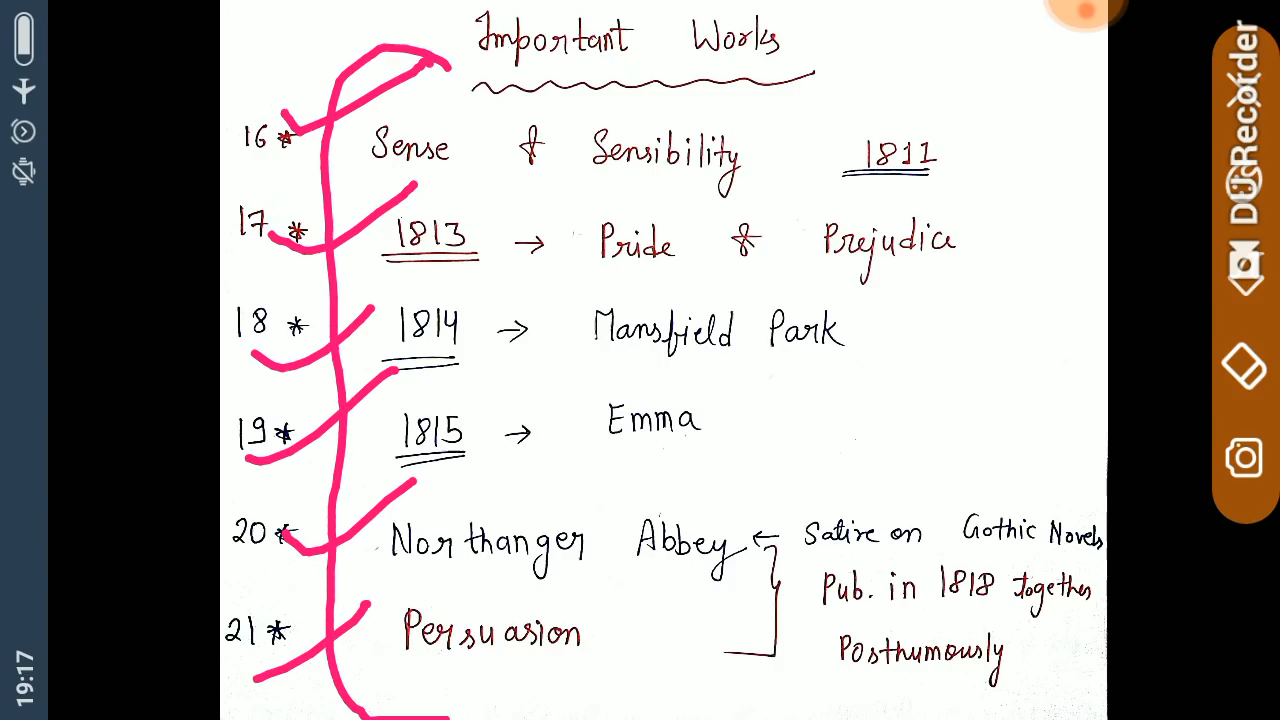 Important Works
16* Sense & Sensibility 1811
17* 1813 → Pride & Prejudice
18* 1814 → Mansfield Park
19* 1815 → Emma
20* Northanger Abbey ← Satire on Gothic Novels
Pub. in 1818 together
21* Persuasion
Posthumously
DU Recorder
19:17